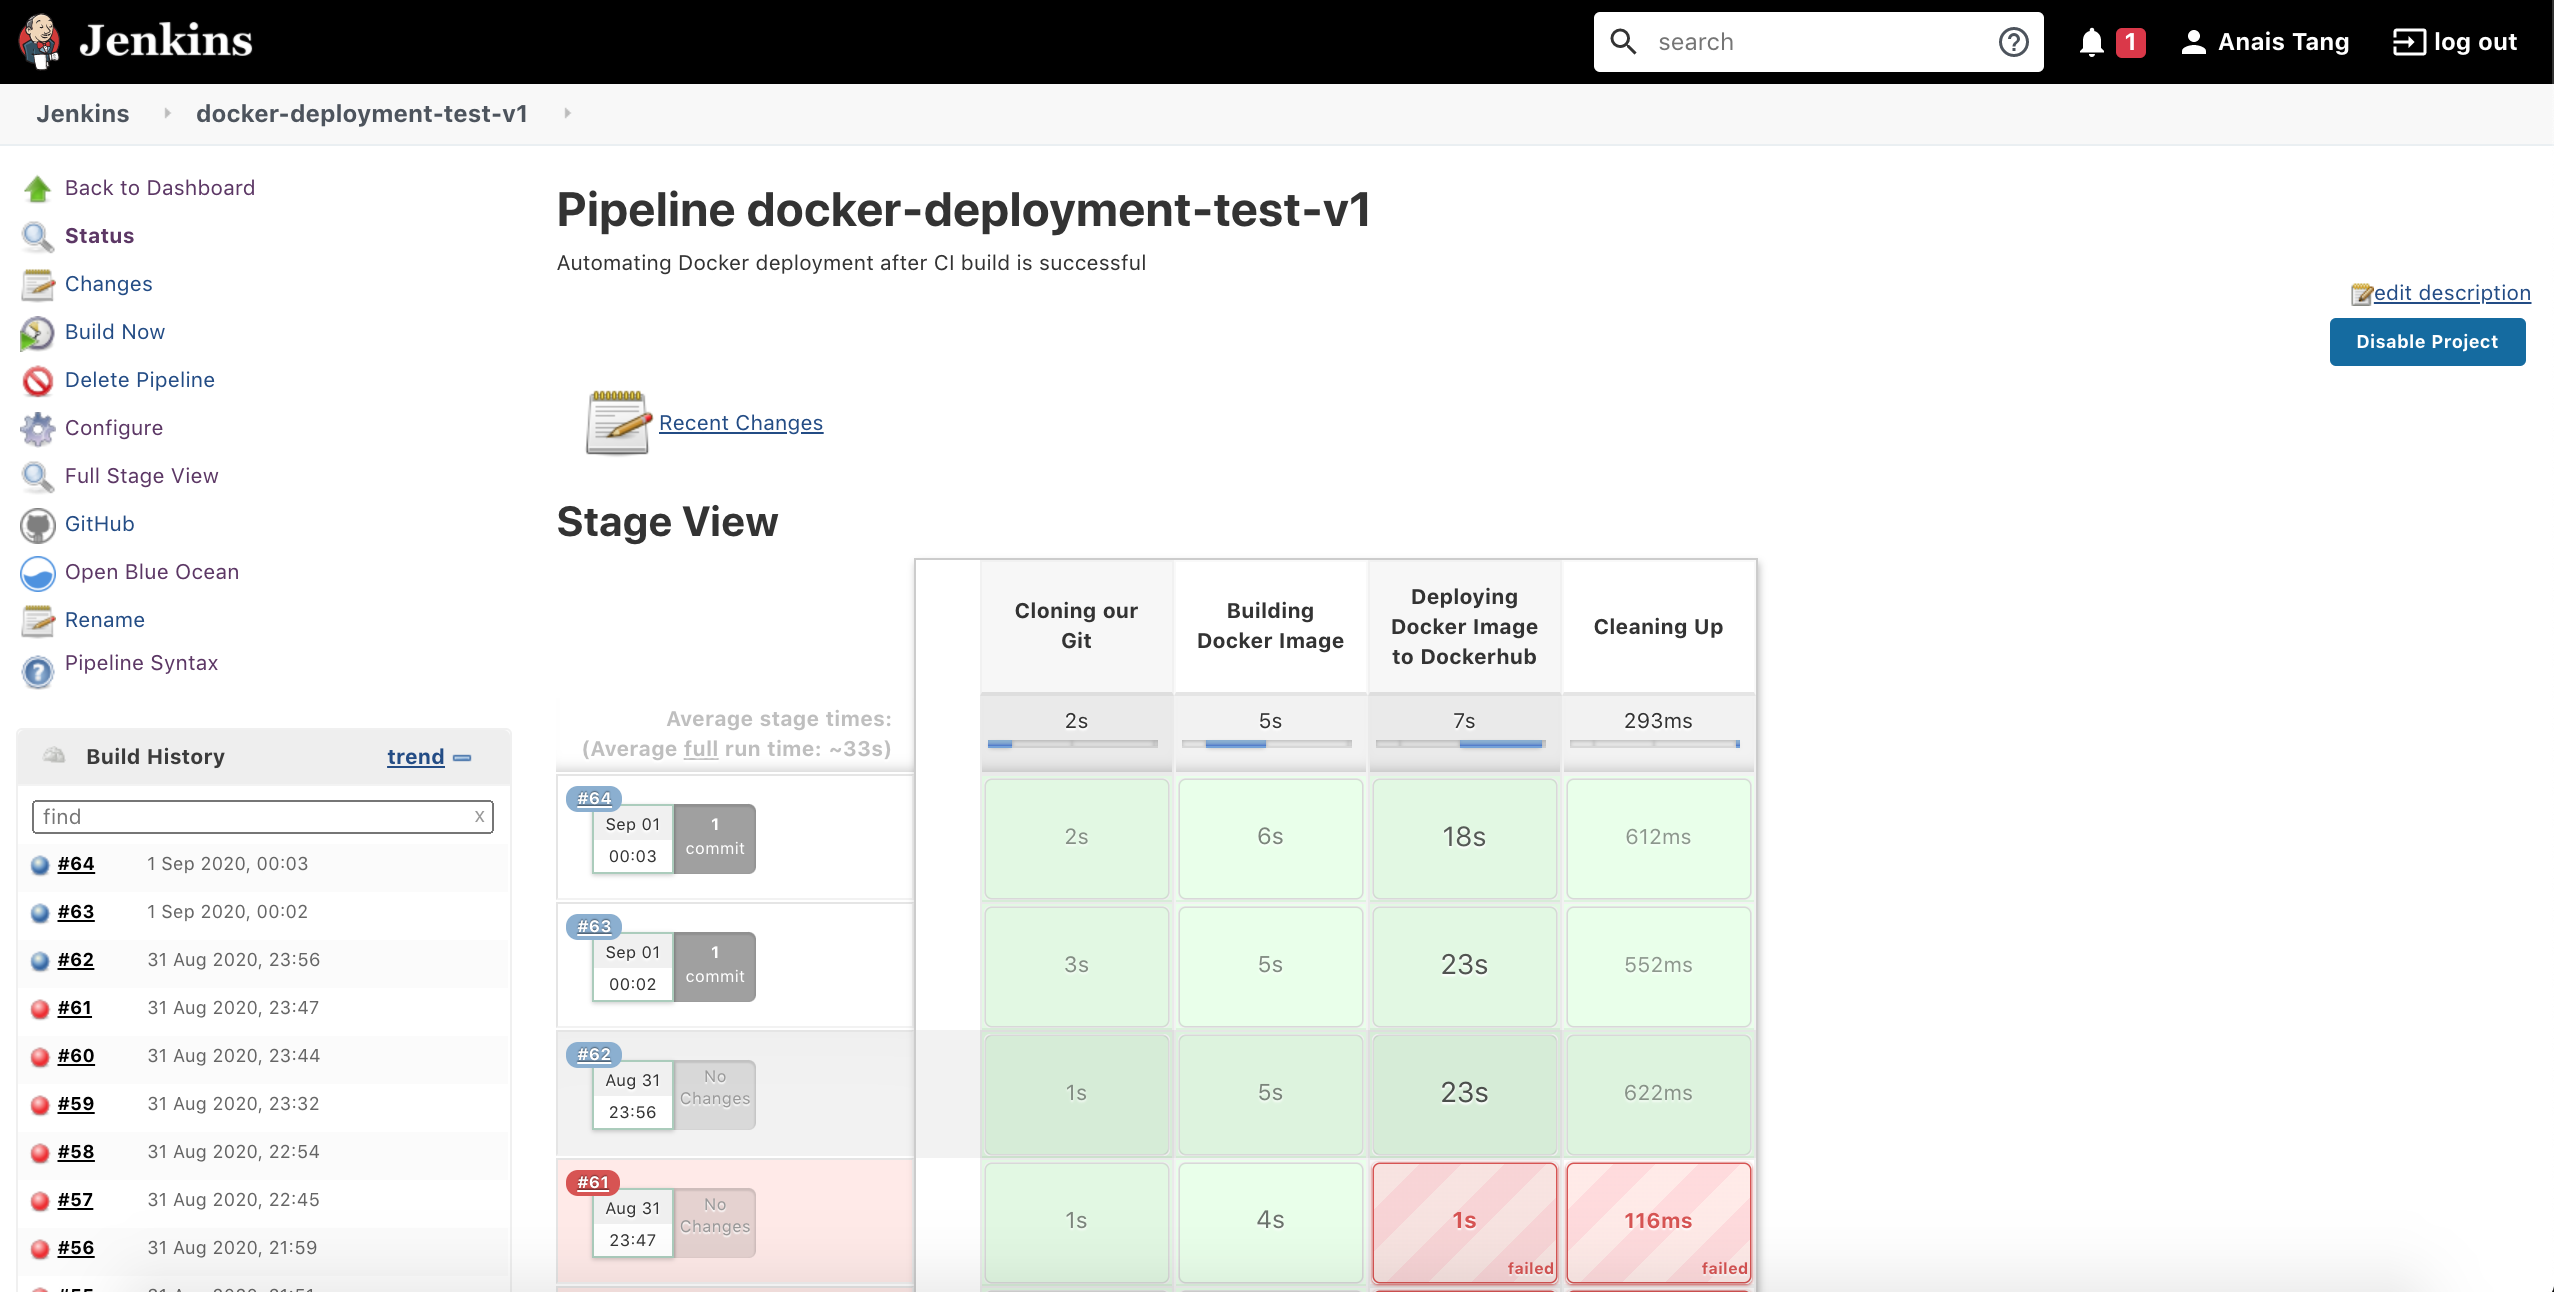 Jenkins
search
1
Anais Tang
log out
Jenkins
docker-deployment-test-v1
Back to Dashboard
Status
Changes
Build Now
Delete Pipeline
Configure
Full Stage View
GitHub
Open Blue Ocean
Rename
Pipeline Syntax
Build History
trend
find
x
#64 1 Sep 2020, 00:03
#63 1 Sep 2020, 00:02
#62 31 Aug 2020, 23:56
#61 31 Aug 2020, 23:47
#60 31 Aug 2020, 23:44
#59 31 Aug 2020, 23:32
#58 31 Aug 2020, 22:54
#57 31 Aug 2020, 22:45
#56 31 Aug 2020, 21:59
Pipeline docker-deployment-test-v1
Automating Docker deployment after CI build is successful
edit description
Disable Project
Recent Changes
Stage View
Cloning our
Git
Building
Docker Image
Deploying
Docker Image
to Dockerhub
Cleaning Up
Average stage times:
(Average full run time: ~33s)
2s
5s
7s
293ms
#64
Sep 01
00:03
1
commit
2s
6s
18s
612ms
#63
Sep 01
00:02
1
commit
3s
5s
23s
552ms
#62
Aug 31
23:56
No
Changes
1s
5s
23s
622ms
#61
Aug 31
23:47
No
Changes
1s
4s
1s
failed
116ms
failed